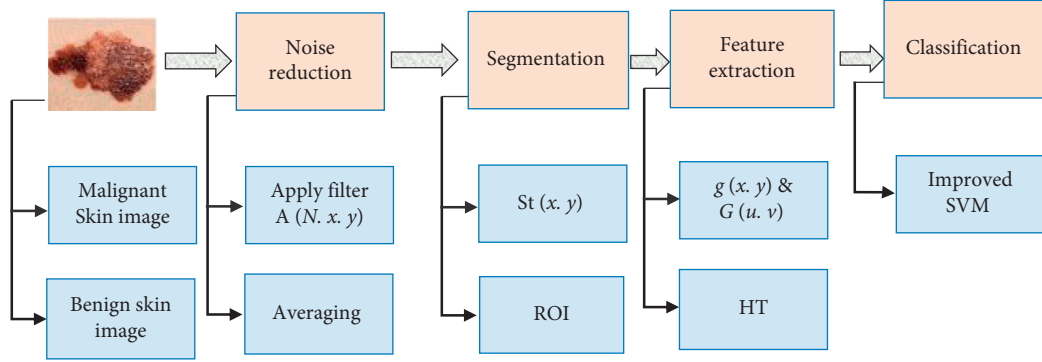 Noise
reduction
Segmentation
Feature
extraction
Classification
Malignant
Skin image
Apply filter
A (N. x. y)
St (x. y)
g (x. y) &
G (u. v)
Improved
SVM
Benign skin
image
Averaging
ROI
HT